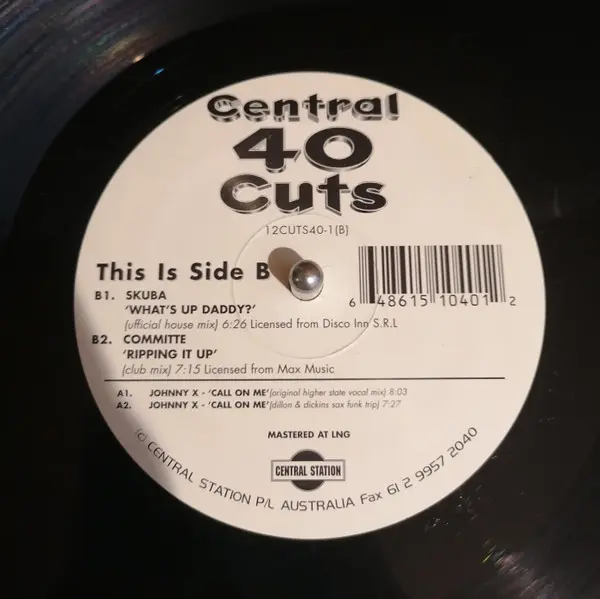 Central
40
Cuts
12CUTS40-1(B)
This Is Side B
B1. SKUBA
'WHAT'S UP DADDY?'
(ufficial house mix) 6:26 Licensed from Disco Inn S.R.L
B2. COMMITTE
'RIPPING IT UP'
(club mix) 7:15 Licensed from Max Music
6 48615 10401 2
A1. JOHNNY X - 'CALL ON ME' (original higher state vocal mix) 8:03
A2. JOHNNY X - 'CALL ON ME' (dillon & dickins sax funk trip) 7:27
MASTERED AT LNG
CENTRAL STATION
(c) CENTRAL STATION P/L AUSTRALIA Fax 61 2 9957 2040